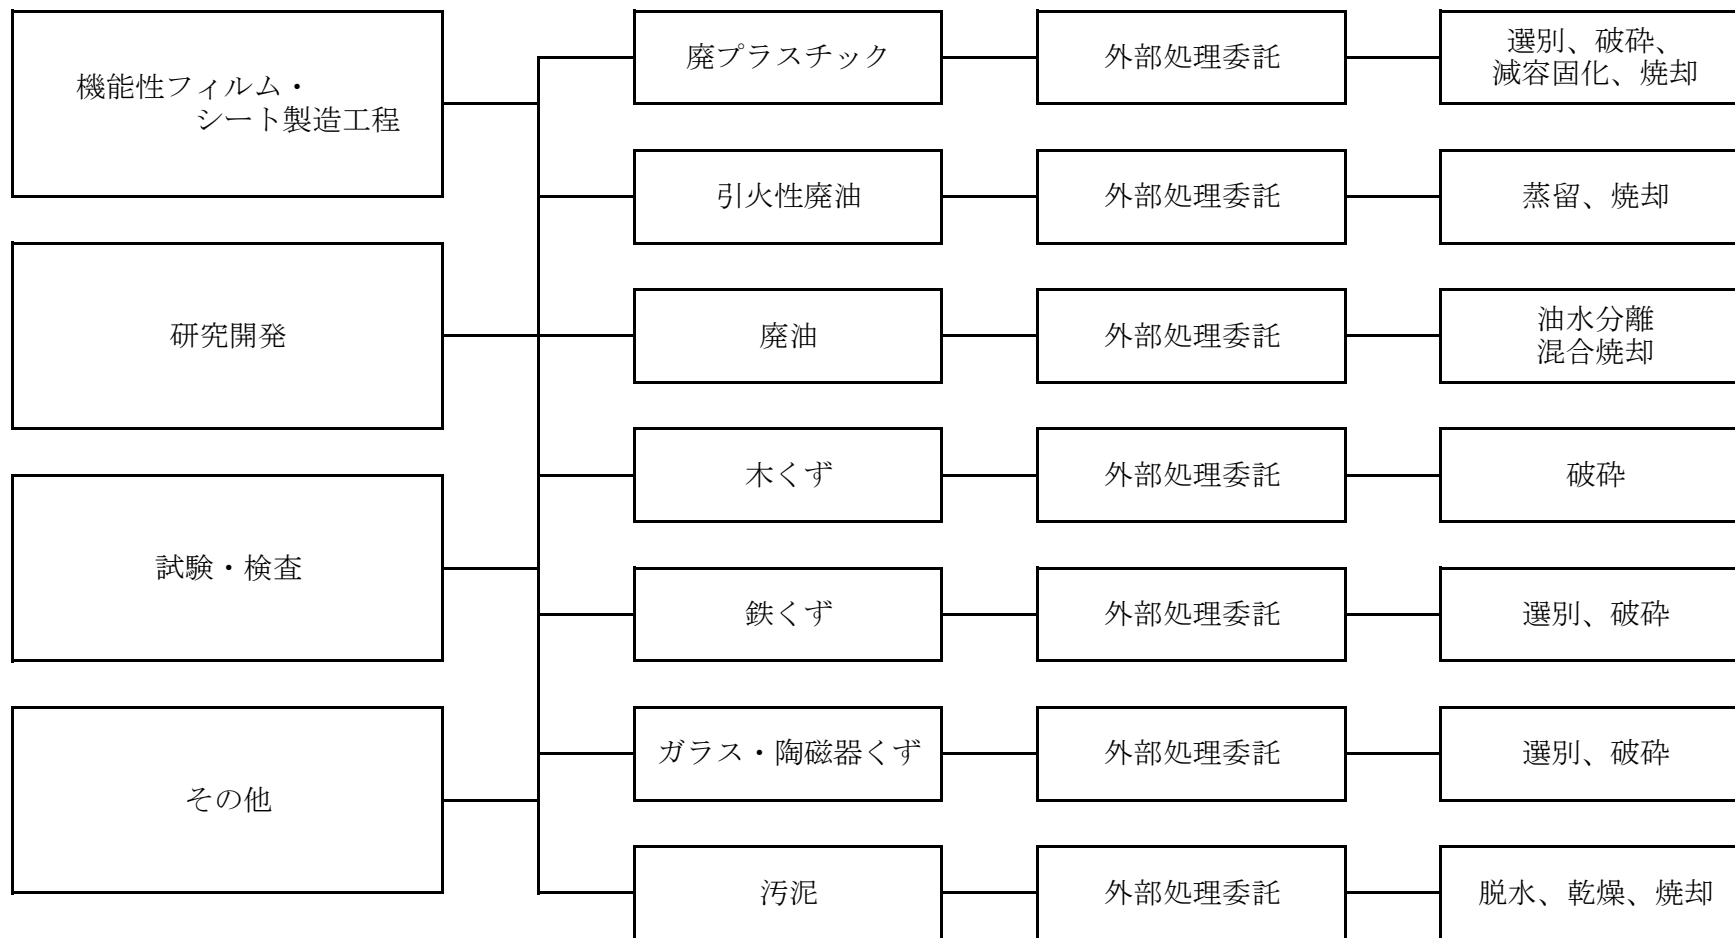 機能性フィルム・
シート製造工程
研究開発
試験・検査
その他
廃プラスチック
外部処理委託
選別、破砕、
減容固化、焼却
引火性廃油
外部処理委託
蒸留、焼却
廃油
外部処理委託
油水分離
混合焼却
木くず
外部処理委託
破砕
鉄くず
外部処理委託
選別、破砕
ガラス・陶磁器くず
外部処理委託
選別、破砕
汚泥
外部処理委託
脱水、乾燥、焼却